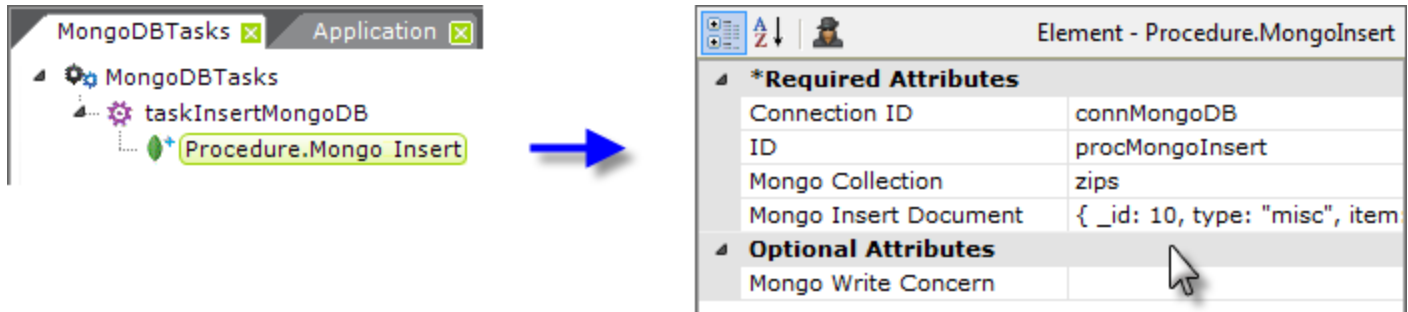 MongoDBTasks Application
MongoDBTasks
taskInsertMongoDB
Procedure.Mongo Insert
Element - Procedure.MongoInsert
*Required Attributes
Connection ID connMongoDB
ID procMongoInsert
Mongo Collection zips
Mongo Insert Document { _id: 10, type: "misc", item:
Optional Attributes
Mongo Write Concern